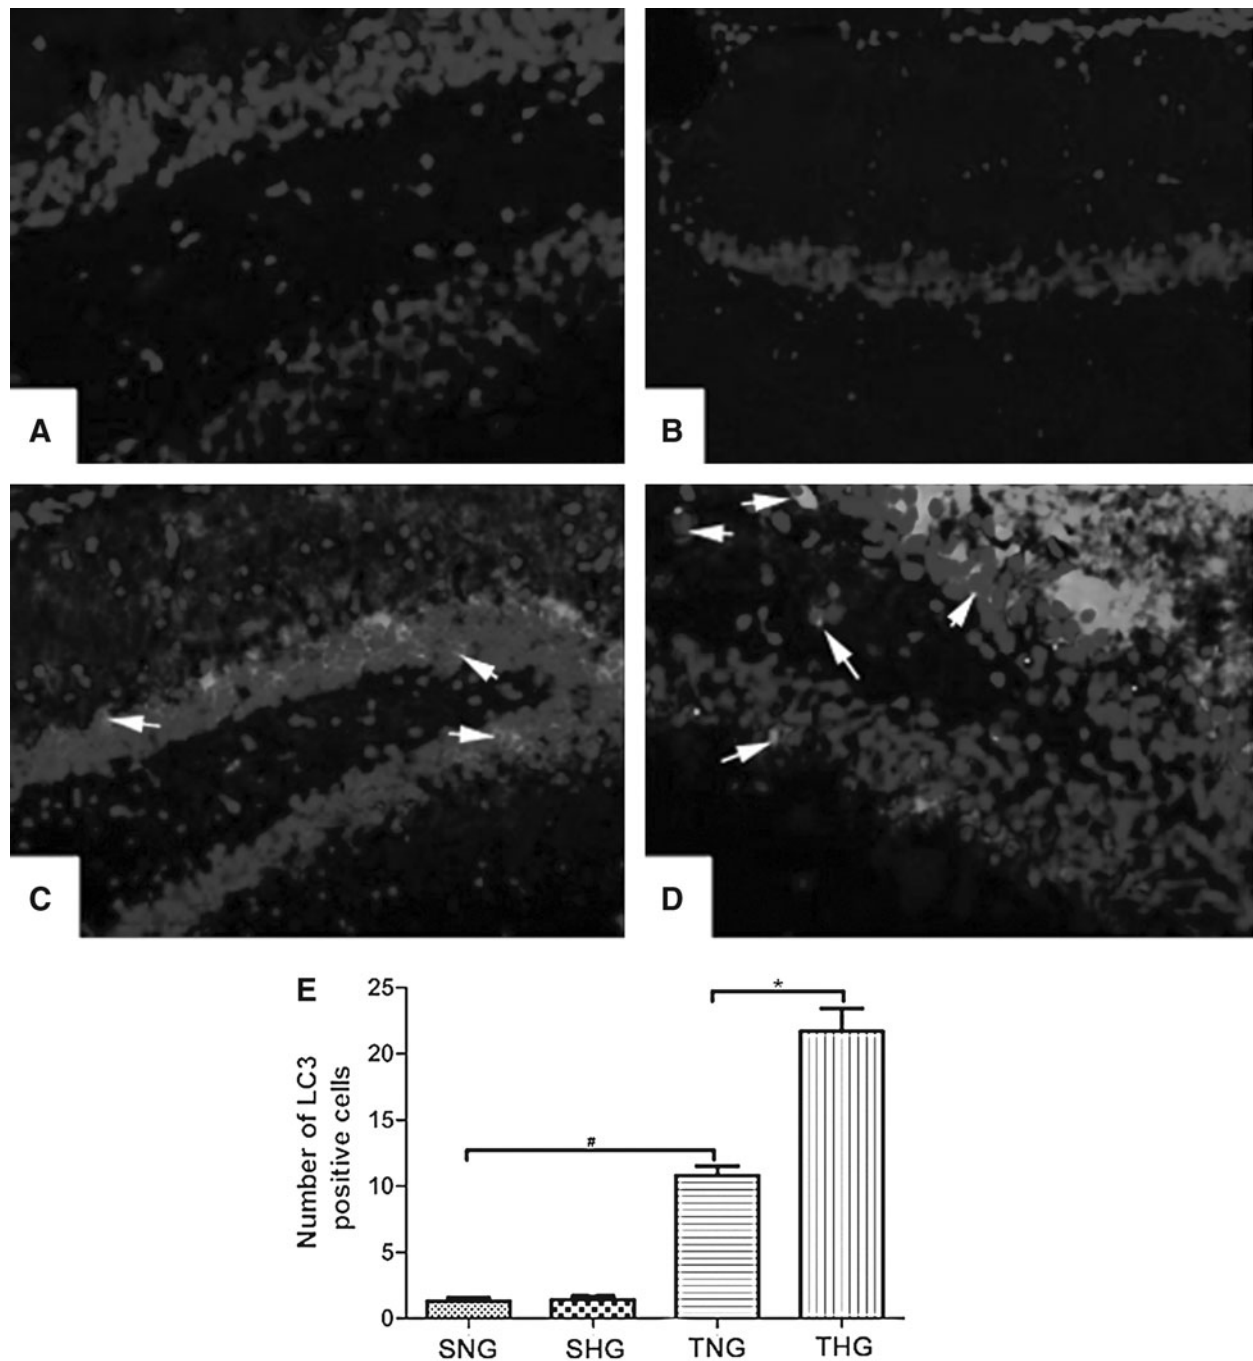 A
B
C
D
E
25
20
15
10
5
0
Number of LC3
positive cells
#
*
SNG
SHG
TNG
THG